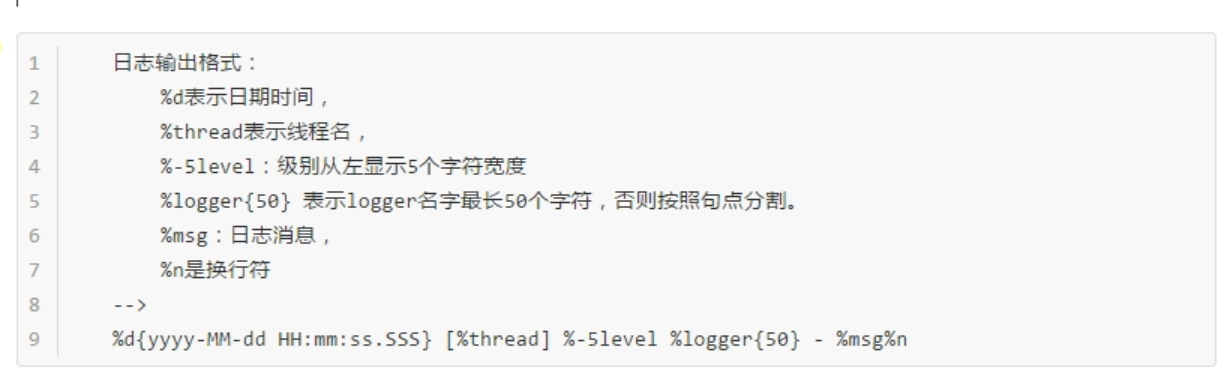 1 日志输出格式：
2 %d表示日期时间，
3 %thread表示线程名，
4 %-5level：级别从左显示5个字符宽度
5 %logger{50} 表示logger名字最长50个字符，否则按照句点分割。
6 %msg：日志消息，
7 %n是换行符
8 -->
9 %d{yyyy-MM-dd HH:mm:ss.SSS} [%thread] %-5level %logger{50} - %msg%n